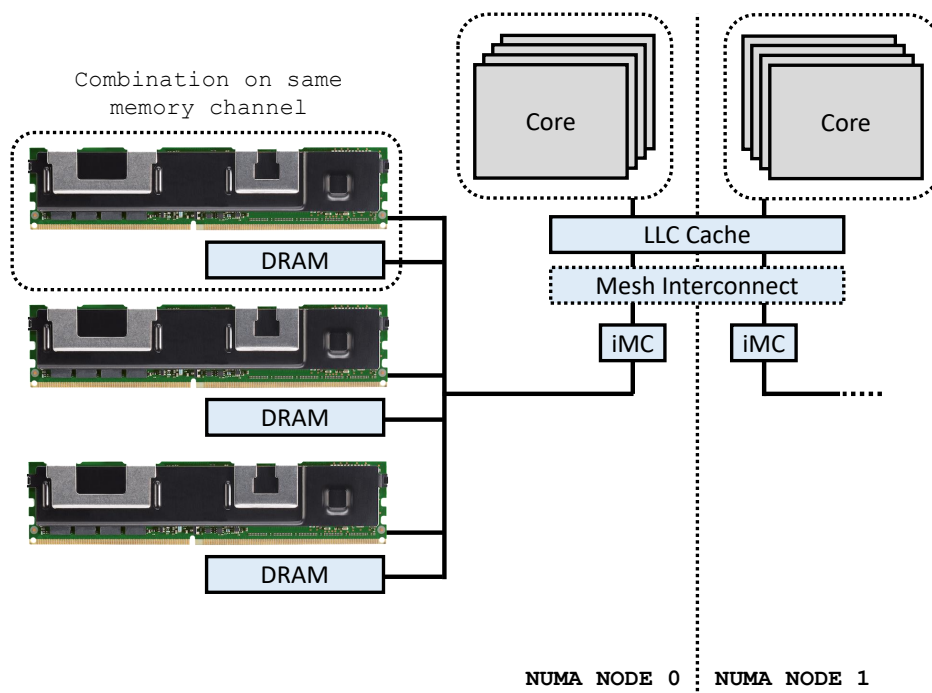 Combination on same
memory channel
Core
Core
LLC Cache
DRAM
Mesh Interconnect
iMC
iMC
DRAM
DRAM
NUMA NODE 0
NUMA NODE 1